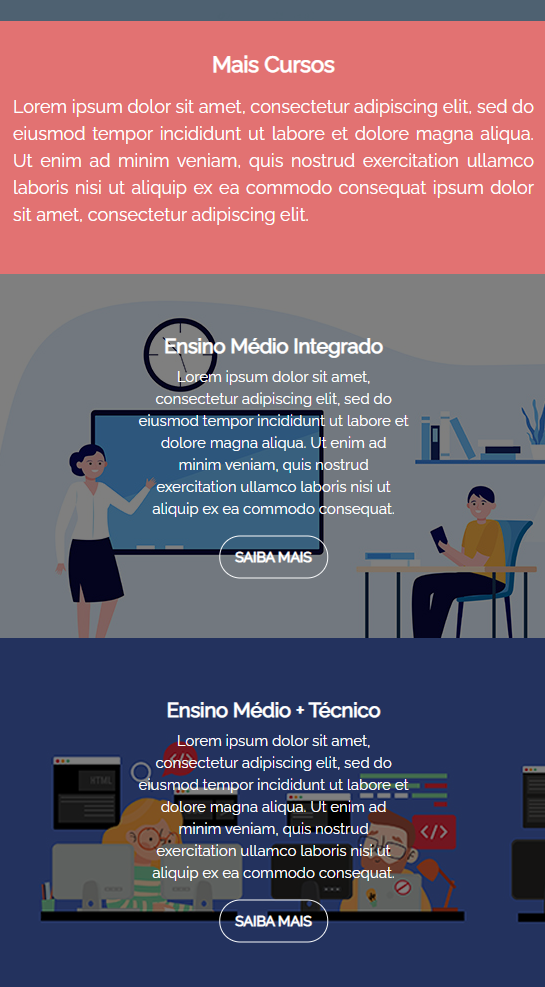 Mais Cursos
Lorem ipsum dolor sit amet, consectetur adipiscing elit, sed do
eiusmod tempor incididunt ut labore et dolore magna aliqua.
Ut enim ad minim veniam, quis nostrud exercitation ullamco
laboris nisi ut aliquip ex ea commodo consequat ipsum dolor
sit amet, consectetur adipiscing elit.
Ensino Médio Integrado
Lorem ipsum dolor sit amet,
consectetur adipiscing elit, sed do
eiusmod tempor incididunt ut labore et
dolore magna aliqua. Ut enim ad
minim veniam, quis nostrud
exercitation ullamco laboris nisi ut
aliquip ex ea commodo consequat.
SAIBA MAIS
Ensino Médio + Técnico
Lorem ipsum dolor sit amet,
</>
consectetur adipiscing elit, sed do
HTML
eiusmod tempor incididunt ut labore et
dolore magna aliqua. Ut enim ad
minim veniam, quis nostrud
</>
exercitation ullamco laboris nisi ut
aliquip ex ea commodo consequat.
SAIBA MAIS